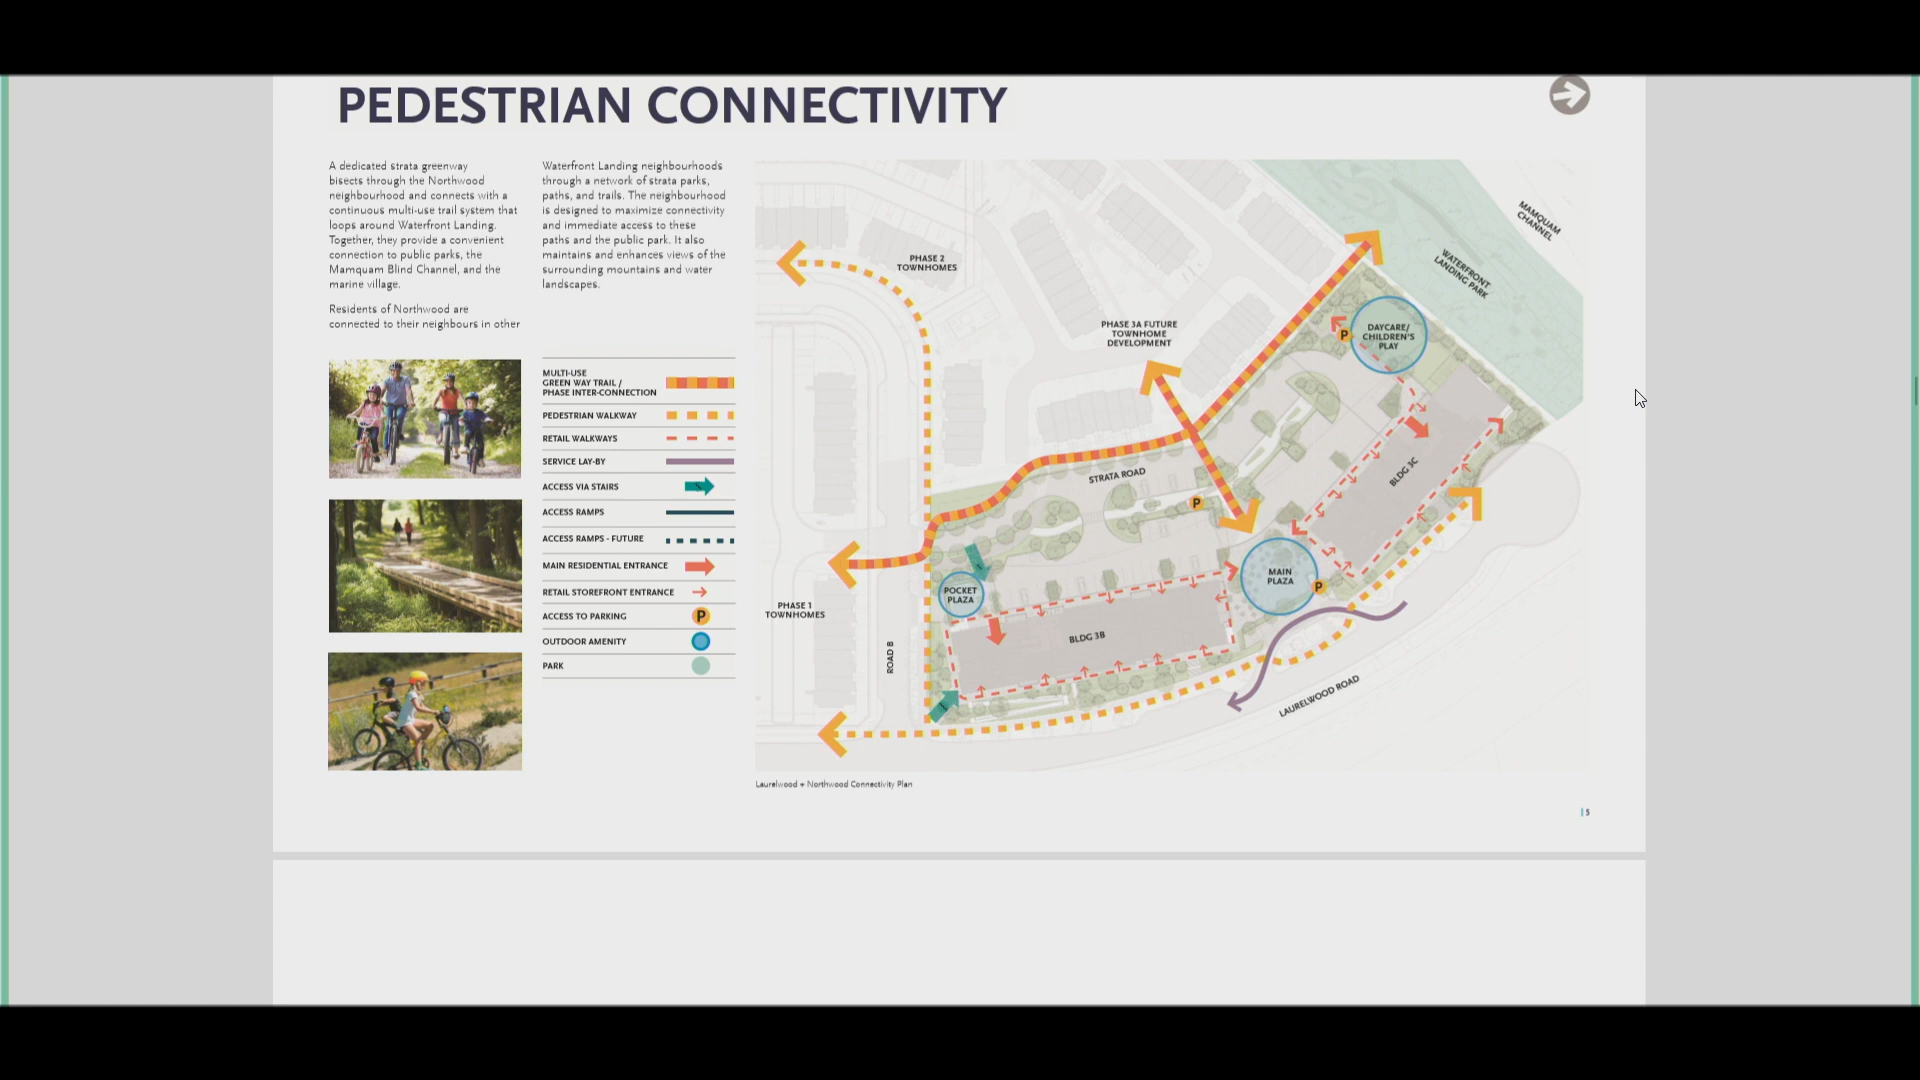 PEDESTRIAN CONNECTIVITY
A dedicated strata greenway
bisects through the Northwood
neighbourhood and connects with a
continuous multi-use trail system that
loops around Waterfront Landing.
Together, they provide a convenient
connection to public parks, the
Mamquam Blind Channel, and the
marine village.
Residents of Northwood are
connected to their neighbours in other
Waterfront Landing neighbourhoods
through a network of strata parks,
paths, and trails. The neighbourhood
is designed to maximize connectivity
and immediate access to these
paths and the public park. It also
maintains and enhances views of the
surrounding mountains and water
landscapes.
MULTI-USE
GREEN WAY TRAIL /
PHASE INTER-CONNECTION
PEDESTRIAN WALKWAY
RETAIL WALKWAYS
SERVICE LAY-BY
ACCESS VIA STAIRS
ACCESS RAMPS
ACCESS RAMPS - FUTURE
MAIN RESIDENTIAL ENTRANCE
RETAIL STOREFRONT ENTRANCE
ACCESS TO PARKING
P
OUTDOOR AMENITY
PARK
PHASE 2
TOWNHOMES
PHASE 3A FUTURE
TOWNHOME
DEVELOPMENT
MAMQUAM
CHANNEL
WATERFRONT
LANDING PARK
P
DAYCARE/
CHILDREN'S
PLAY
STRATA ROAD
P
BLDG 3C
POCKET
PLAZA
MAIN
PLAZA
P
PHASE 1
TOWNHOMES
ROAD B
BLDG 3B
LAURELWOOD ROAD
Laurelwood + Northwood Connectivity Plan
| 5